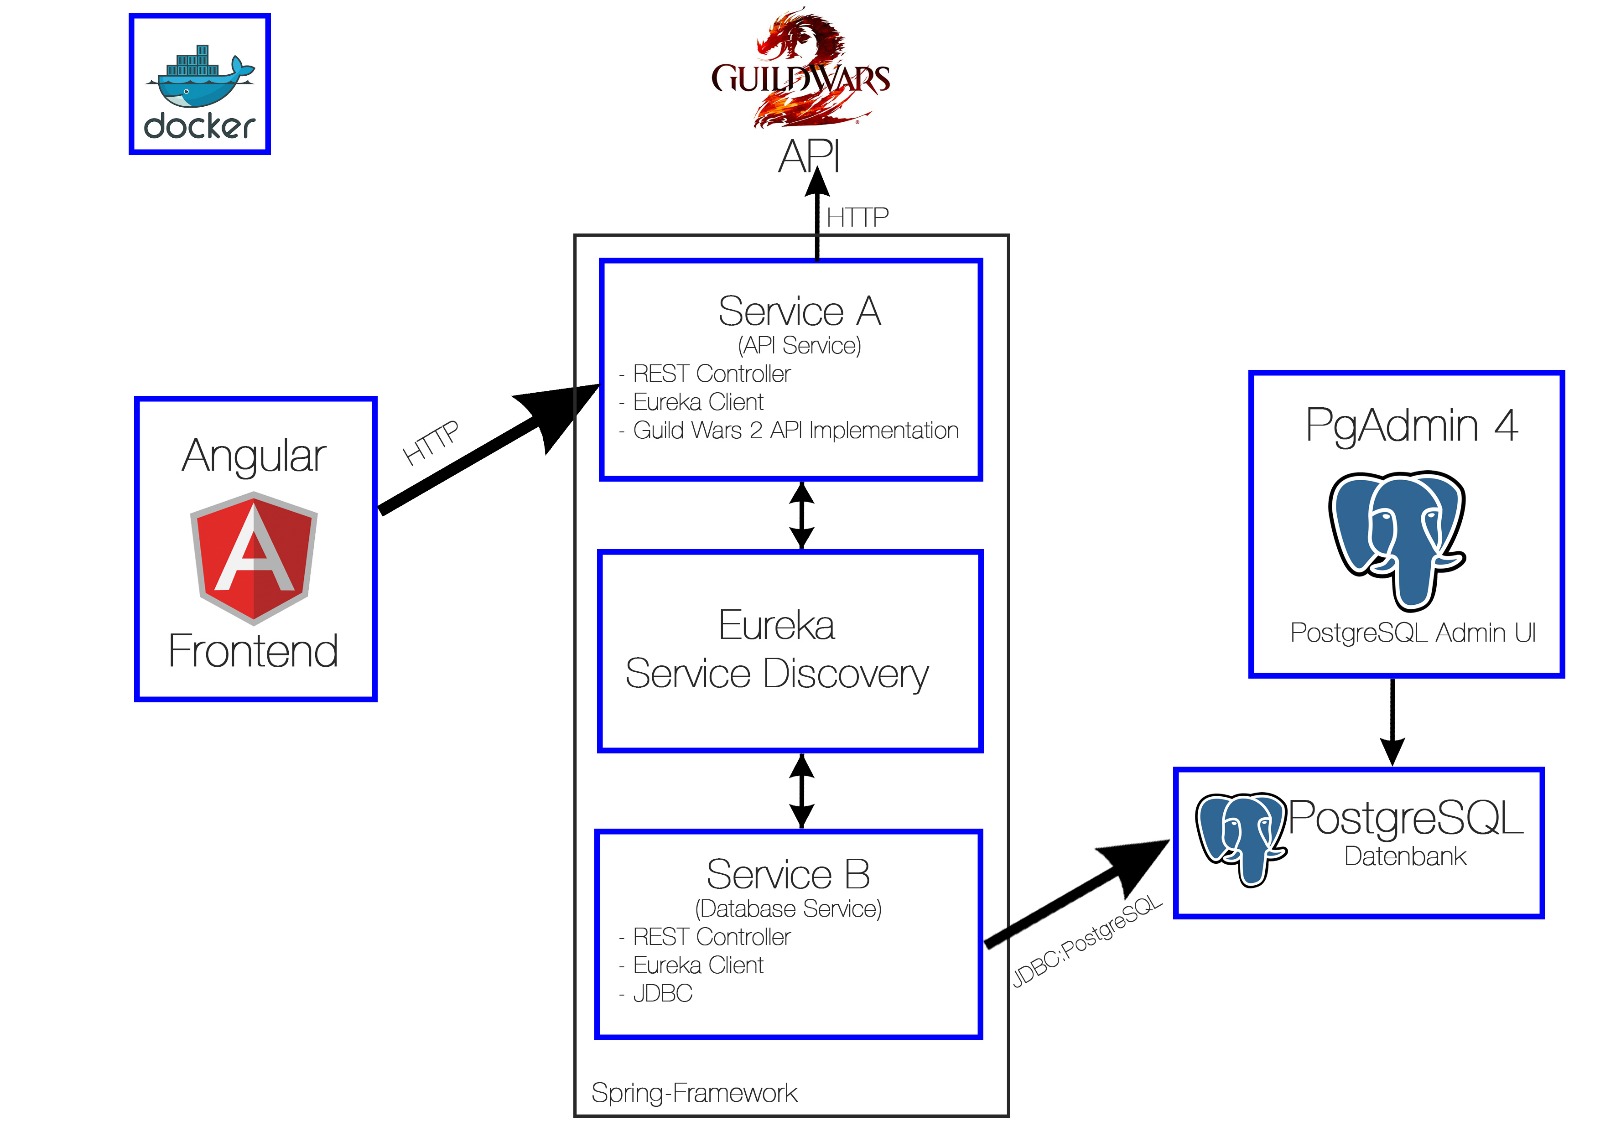 docker
GUILD WARS 2
API
HTTP
Service A
(API Service)
- REST Controller
- Eureka Client
- Guild Wars 2 API Implementation
HTTP
Angular
A
Frontend
Eureka
Service Discovery
Service B
(Database Service)
- REST Controller
- Eureka Client
- JDBC
Spring-Framework
JDBC:PostgreSQL
PgAdmin 4
PostgreSQL Admin UI
PostgreSQL
Datenbank